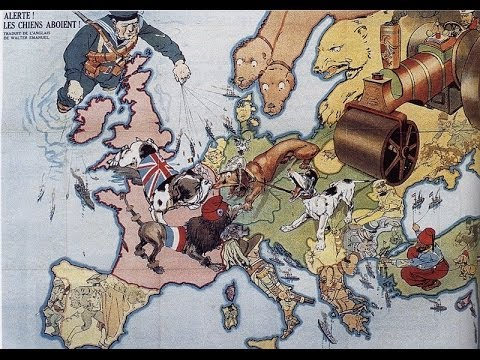 ALERTE !
LES CHIENS ABOIENT !
TRADUIT DE L'ANGLAIS
DE WALTER EMANUEL